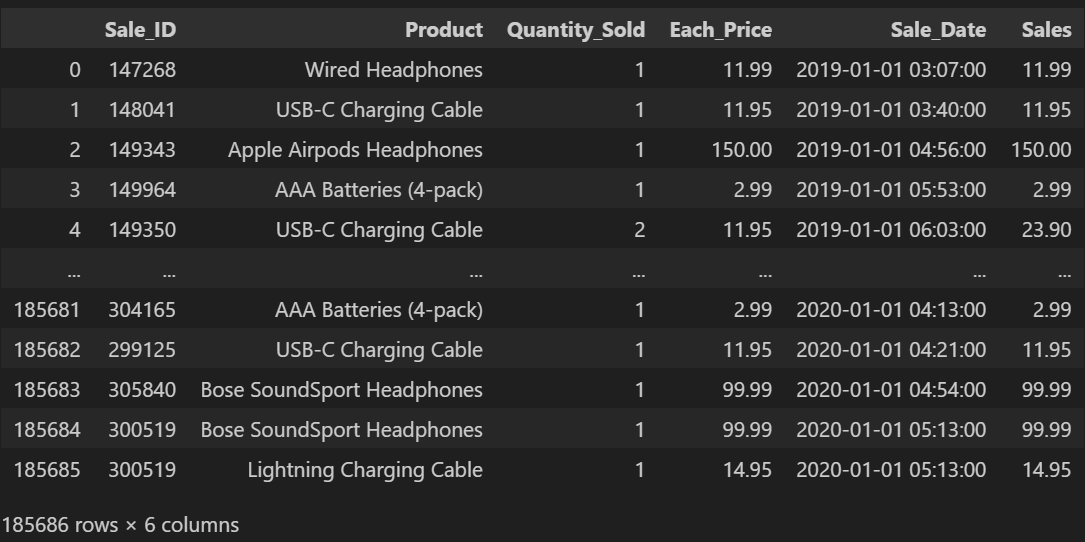 Sale_ID Product Quantity_Sold Each_Price Sale_Date Sales
0 147268 Wired Headphones 1 11.99 2019-01-01 03:07:00 11.99
1 148041 USB-C Charging Cable 1 11.95 2019-01-01 03:40:00 11.95
2 149343 Apple Airpods Headphones 1 150.00 2019-01-01 04:56:00 150.00
3 149964 AAA Batteries (4-pack) 1 2.99 2019-01-01 05:53:00 2.99
4 149350 USB-C Charging Cable 2 11.95 2019-01-01 06:03:00 23.90
... ... ... ... ... ... ...
185681 304165 AAA Batteries (4-pack) 1 2.99 2020-01-01 04:13:00 2.99
185682 299125 USB-C Charging Cable 1 11.95 2020-01-01 04:21:00 11.95
185683 305840 Bose SoundSport Headphones 1 99.99 2020-01-01 04:54:00 99.99
185684 300519 Bose SoundSport Headphones 1 99.99 2020-01-01 05:13:00 99.99
185685 300519 Lightning Charging Cable 1 14.95 2020-01-01 05:13:00 14.95
185686 rows × 6 columns